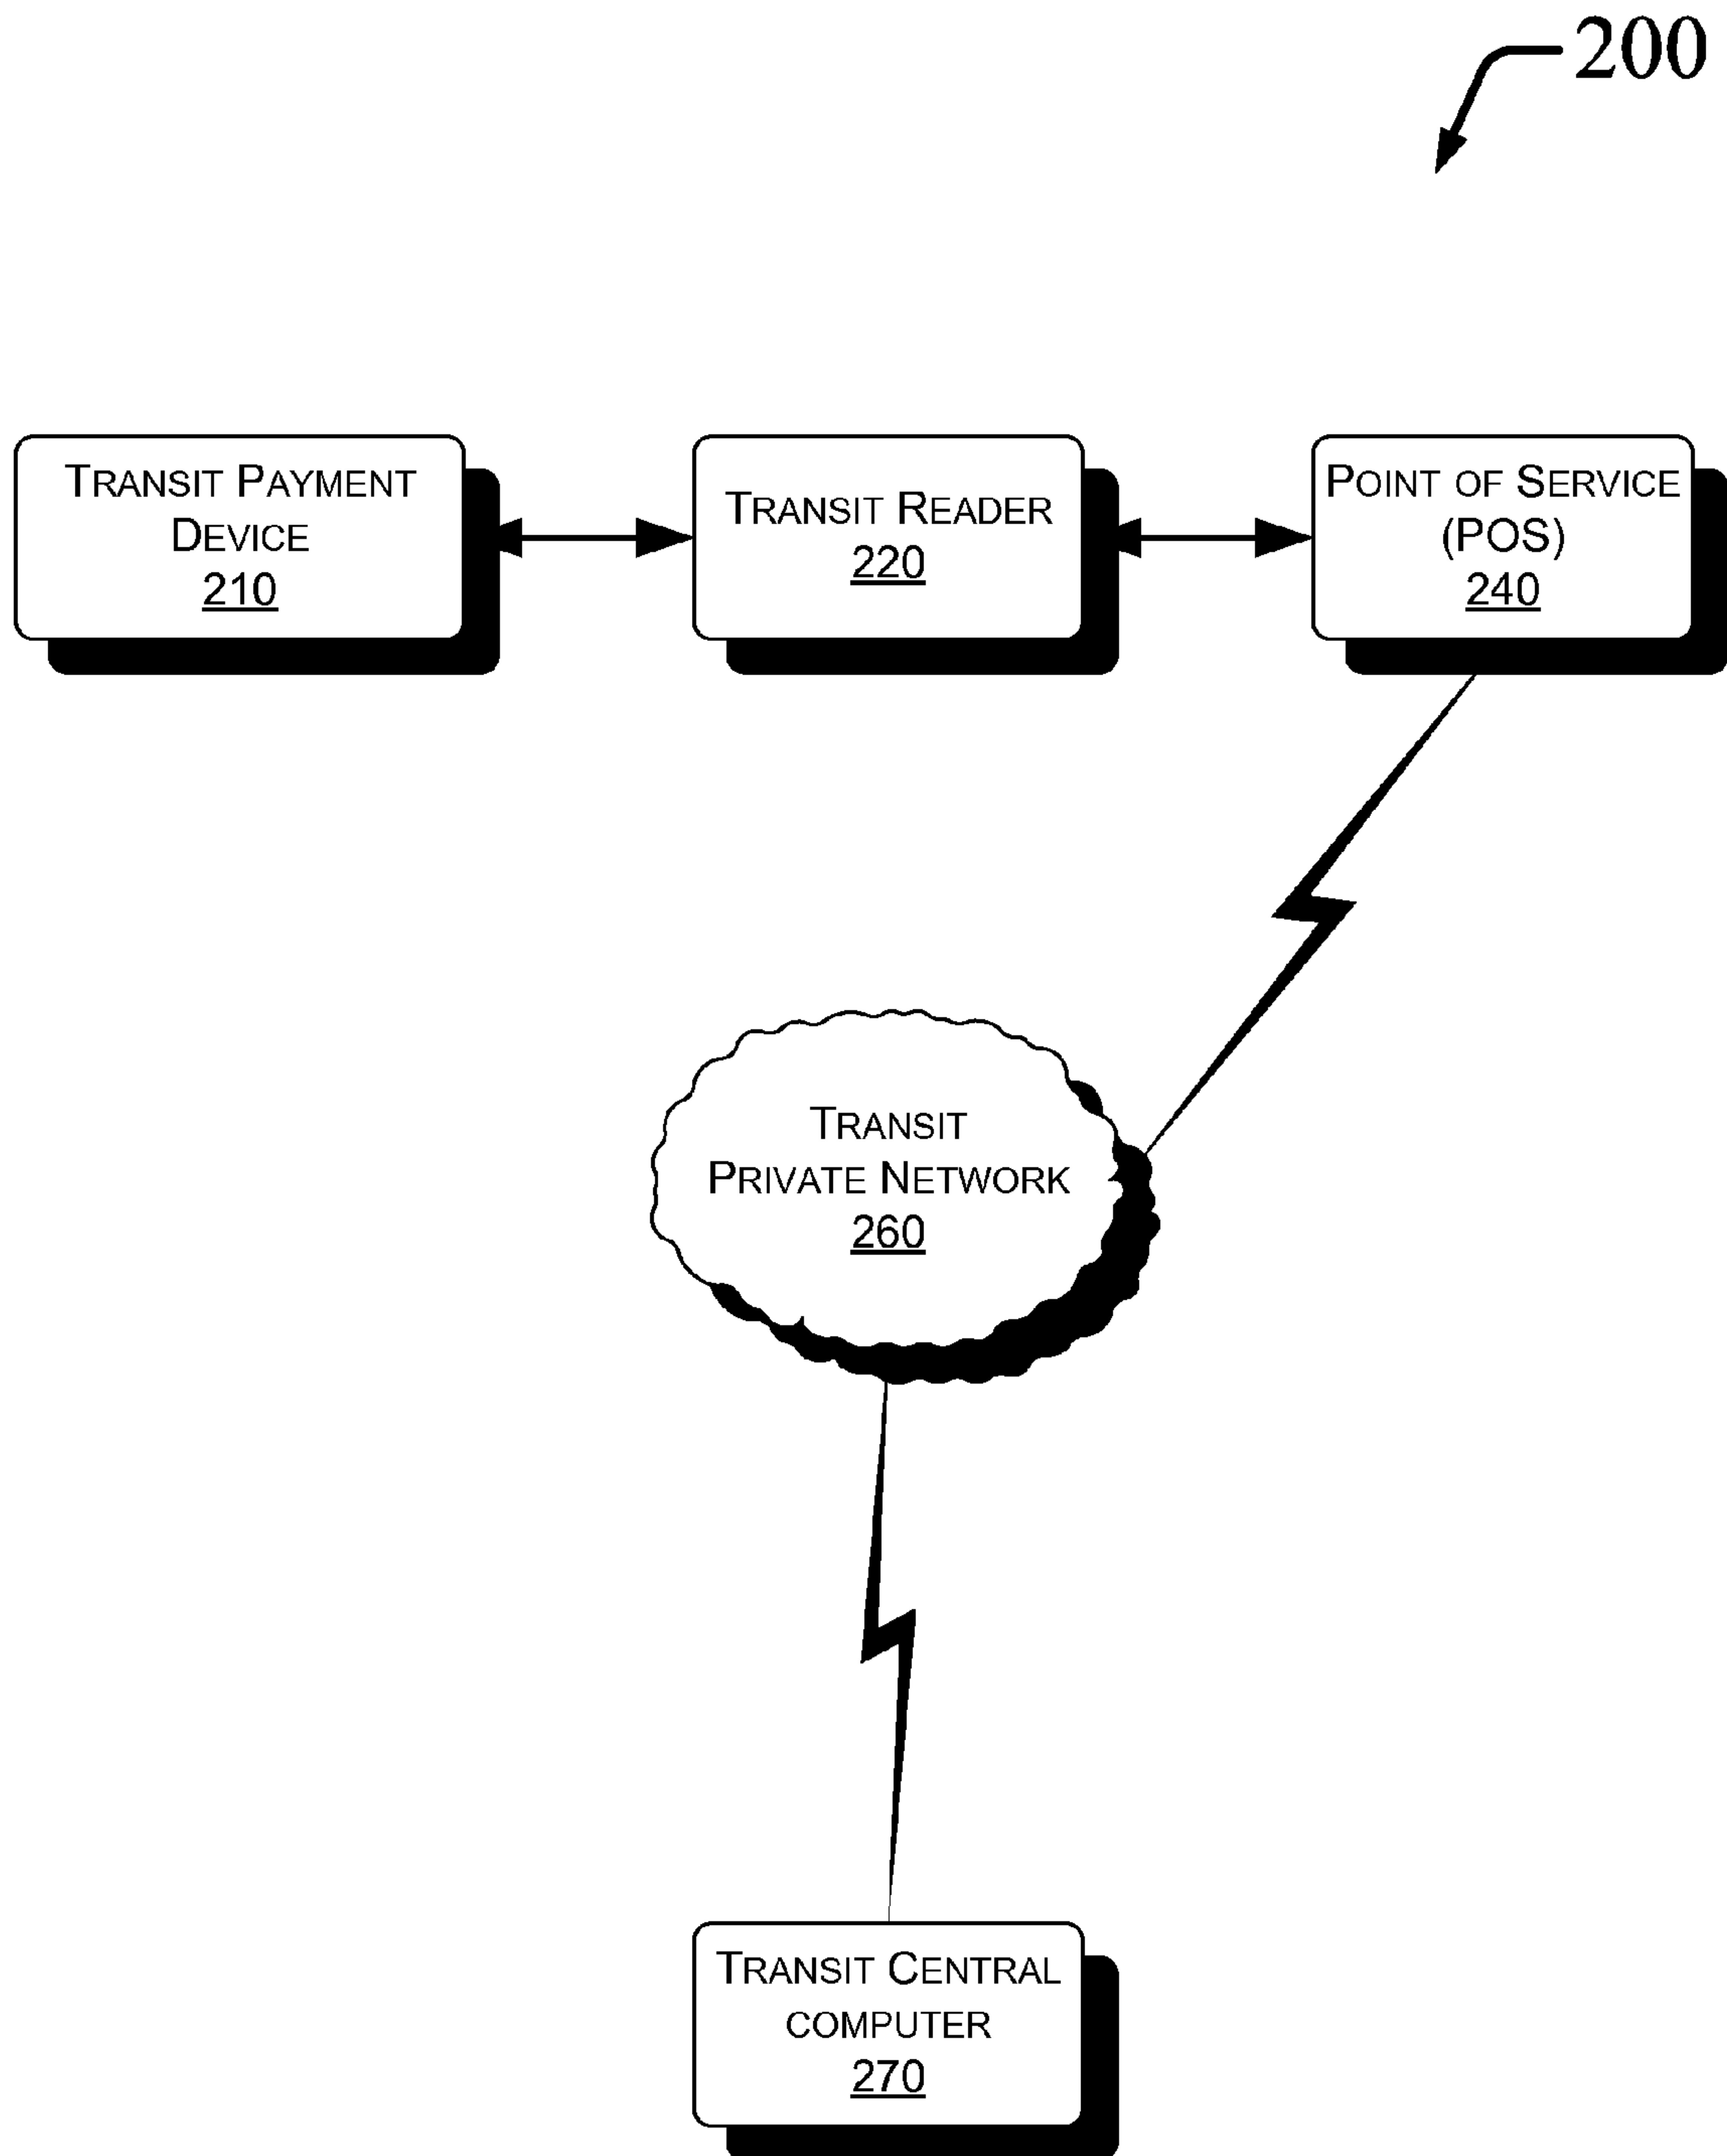 200
TRANSIT PAYMENT
DEVICE
210
TRANSIT READER
220
POINT OF SERVICE
(POS)
240
TRANSIT
PRIVATE NETWORK
260
TRANSIT CENTRAL
COMPUTER
270